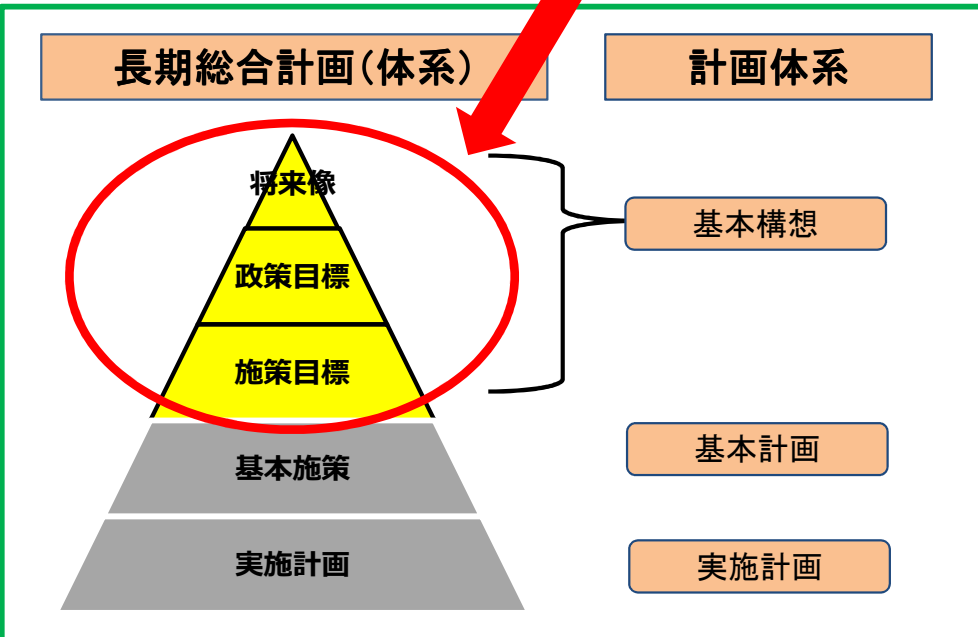 長期総合計画（体系）
計画体系
将来像
政策目標
施策目標
基本構想
基本施策
基本計画
実施計画
実施計画